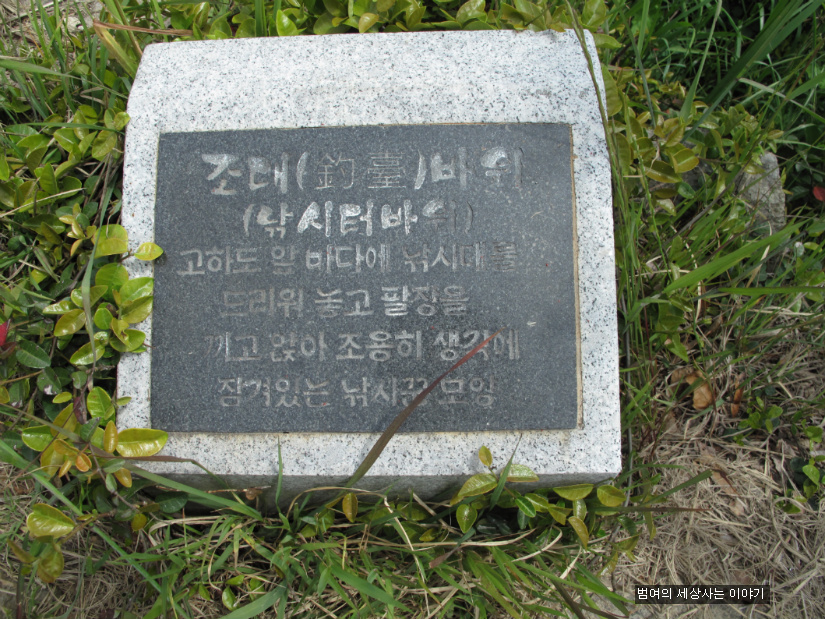 조대(釣臺)바위
(낚시터바위)
고하도 앞 바다에 낚시대를
드리워 놓고 팔장을
끼고 앉아 조용히 생각에
잠겨있는 낚시꾼 모양
범여의 세상사는 이야기